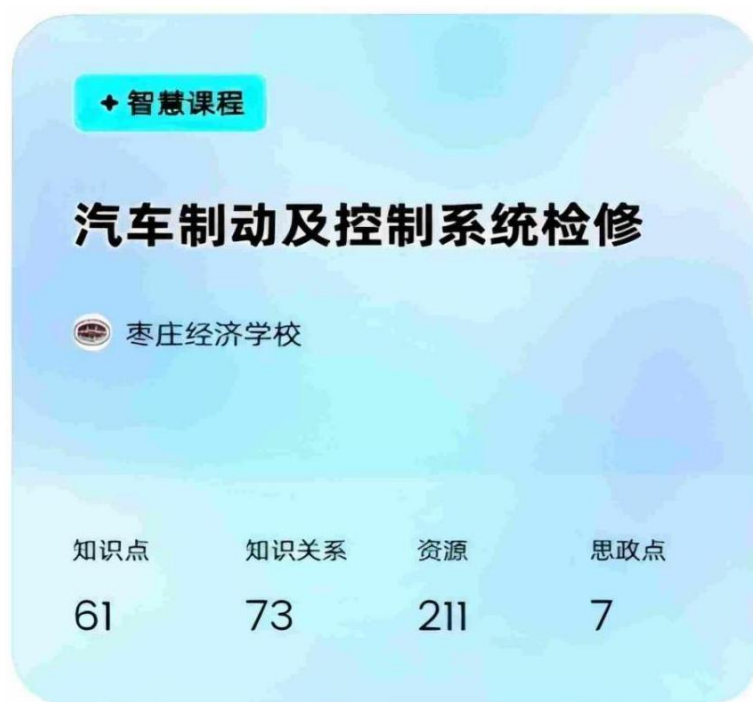 智慧课程
汽车制动及控制系统检修
枣庄经济学校
知识点 知识关系 资源 思政点
61 73 211 7